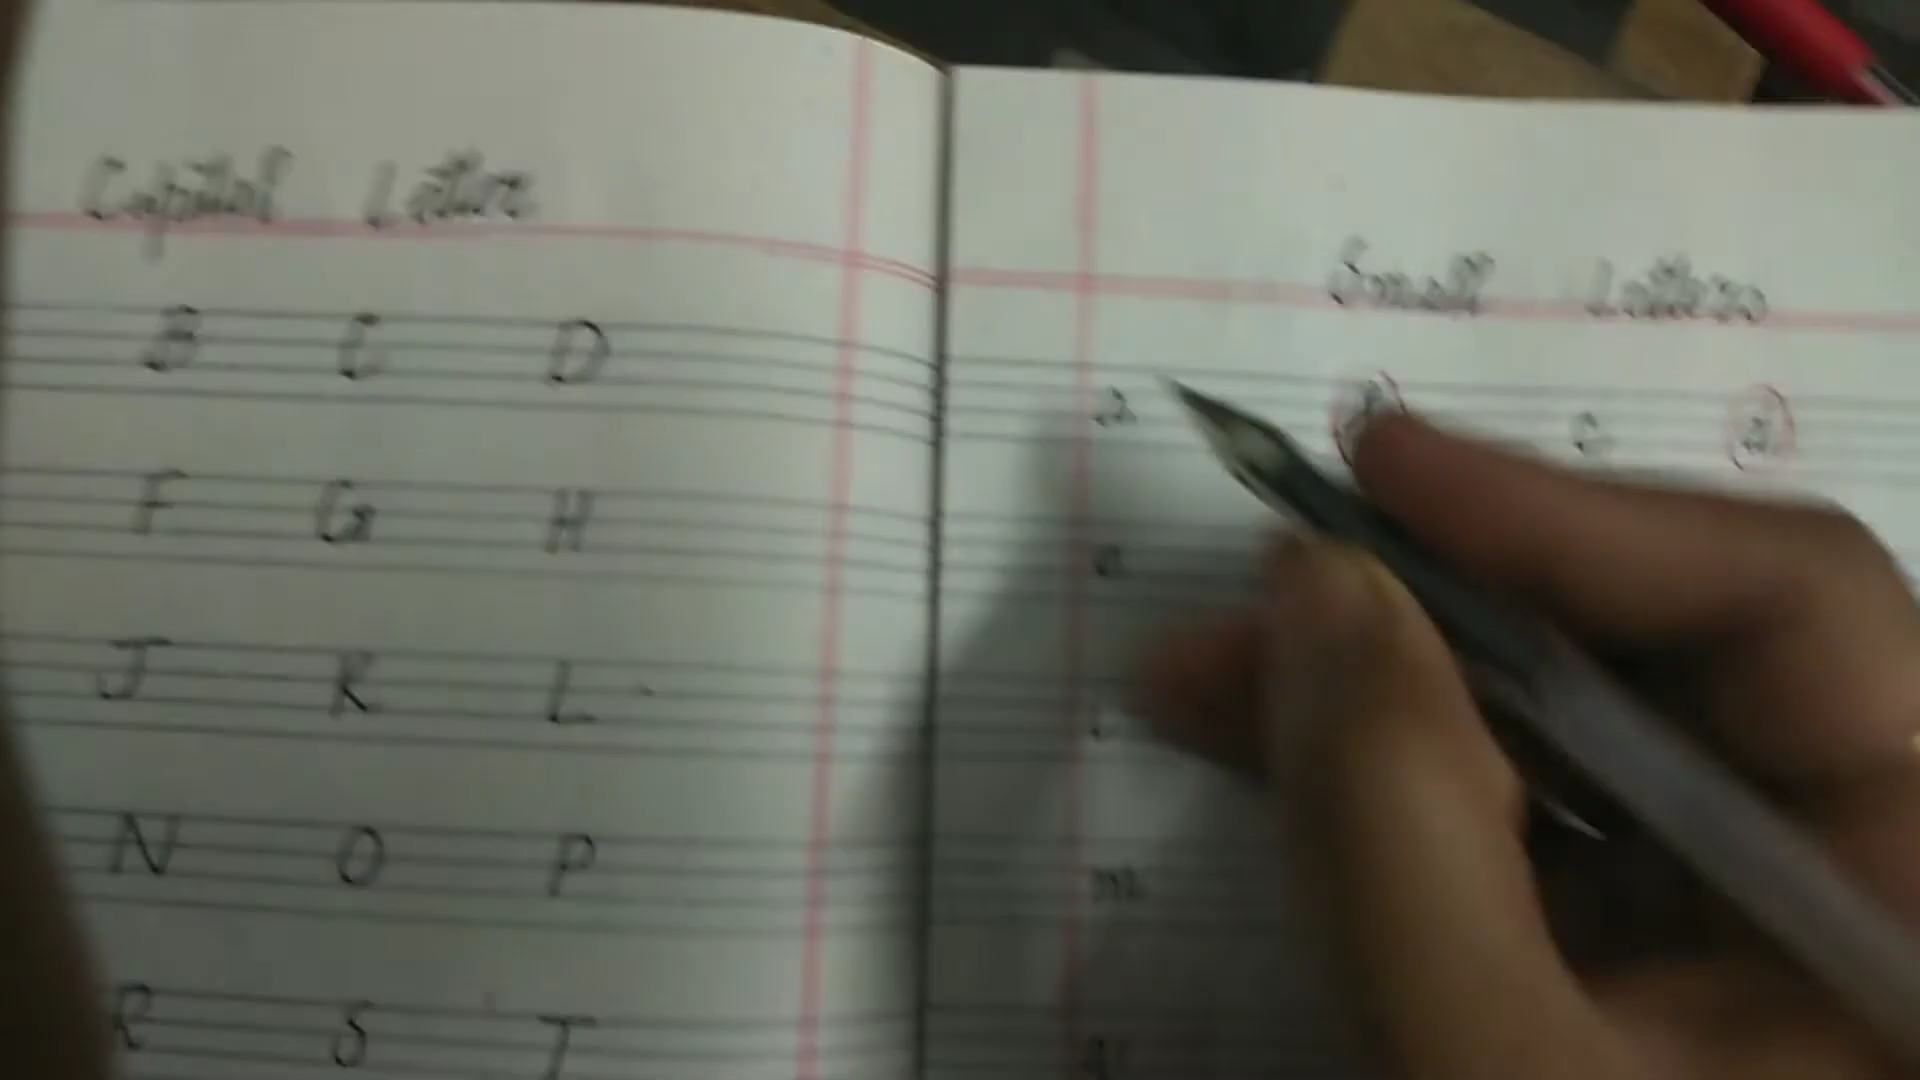 Capital Letter
B C D
F G H
J K L
N O P
R S T
Small Letters
a c d
e
i
m